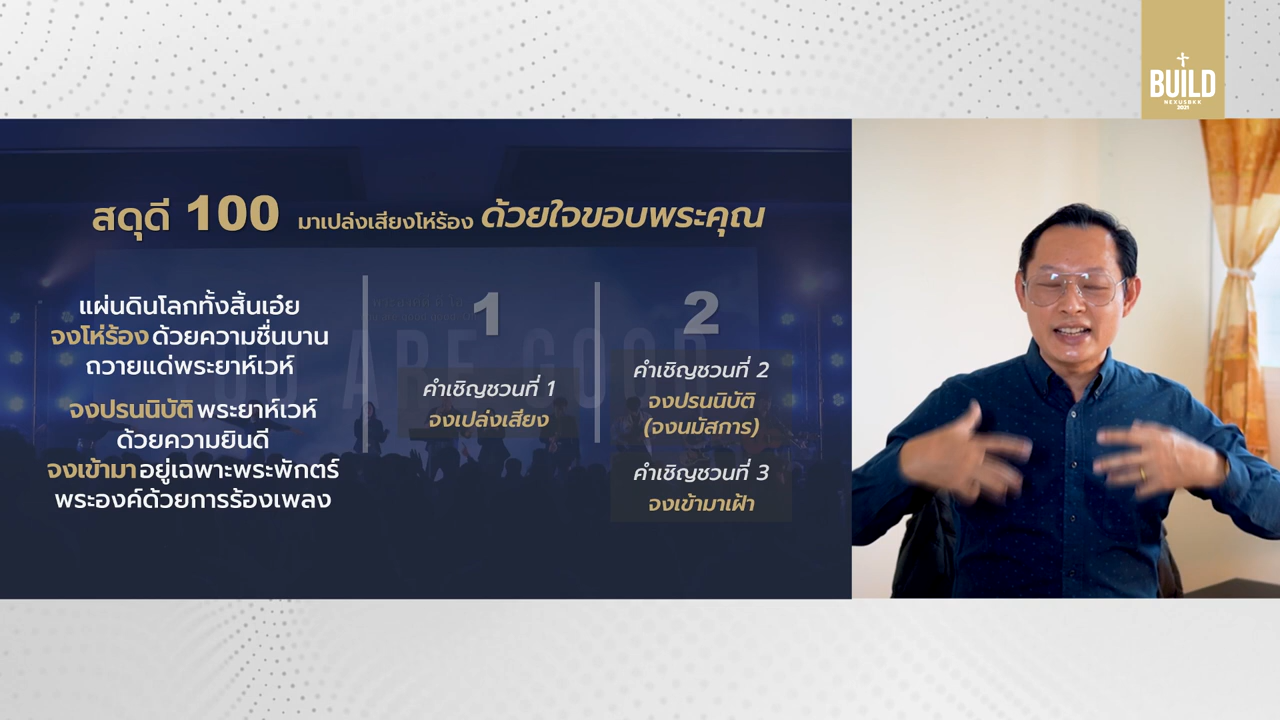 BUILD
NEXUSBKK
2021
สดุดี 100 มาเปล่งเสียงโห่ร้อง ด้วยใจขอบพระคุณ
แผ่นดินโลกทั้งสิ้นเอ๋ย
จงโห่ร้องด้วยความชื่นบาน
ถวายแด่พระยาห์เวห์
จงปรนนิบัติพระยาห์เวห์
ด้วยความยินดี
จงเข้ามาอยู่เฉพาะพระพักตร์
พระองค์ด้วยการร้องเพลง
1
คำเชิญชวนที่ 1
จงเปล่งเสียง
2
คำเชิญชวนที่ 2
จงปรนนิบัติ
(จงนมัสการ)
คำเชิญชวนที่ 3
จงเข้ามาเฝ้า
YOU ARE GOOD